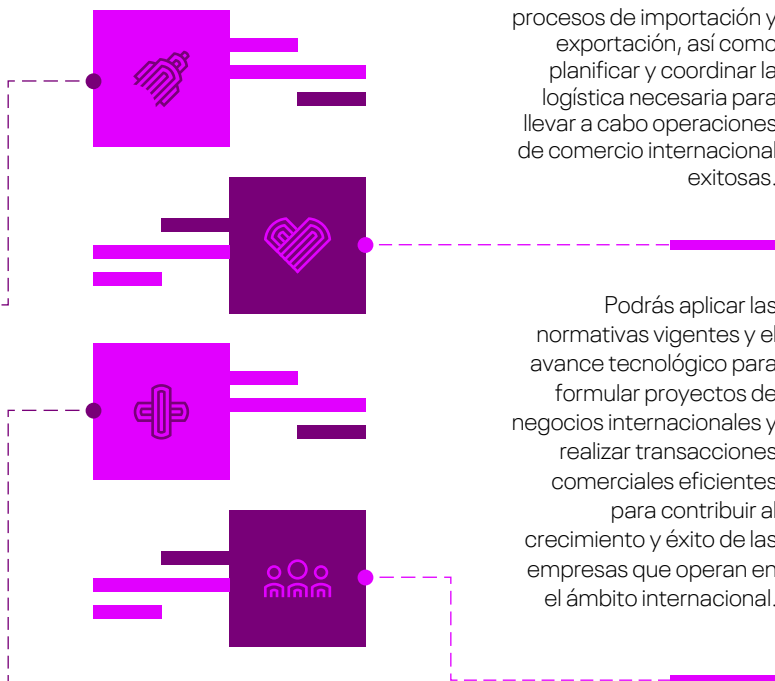 procesos de importación y
exportación, así como
planificar y coordinar la
logística necesaria para
llevar a cabo operaciones
de comercio internacional
exitosas.
Podrás aplicar las
normativas vigentes y el
avance tecnológico para
formular proyectos de
negocios internacionales y
realizar transacciones
comerciales eficientes
para contribuir al
crecimiento y éxito de las
empresas que operan en
el ámbito internacional.